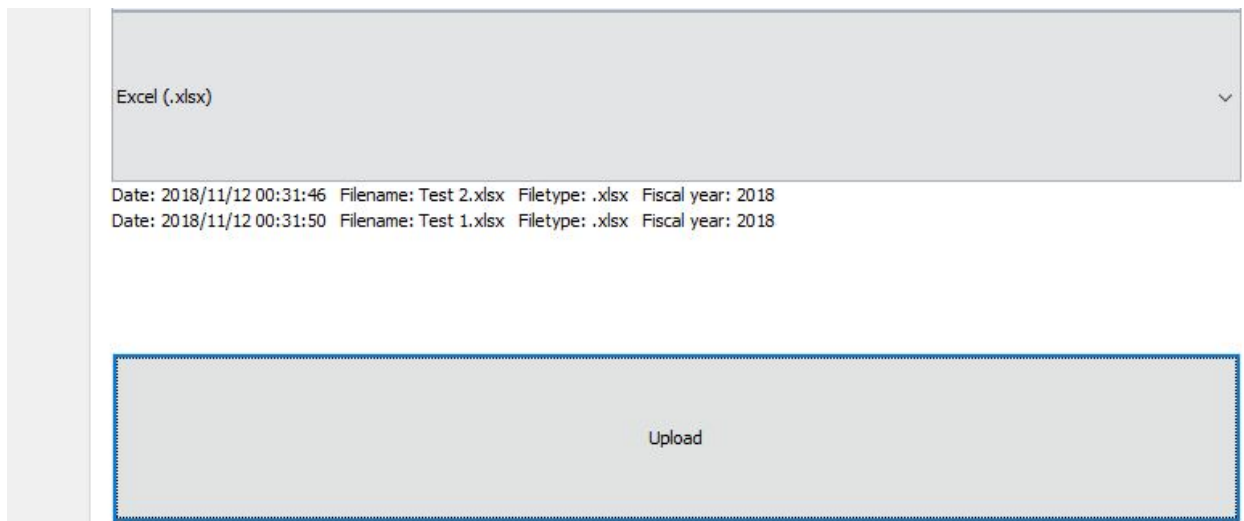 Excel (.xlsx)
Date: 2018/11/12 00:31:46 Filename: Test 2.xlsx Filetype: .xlsx Fiscal year: 2018
Date: 2018/11/12 00:31:50 Filename: Test 1.xlsx Filetype: .xlsx Fiscal year: 2018
Upload